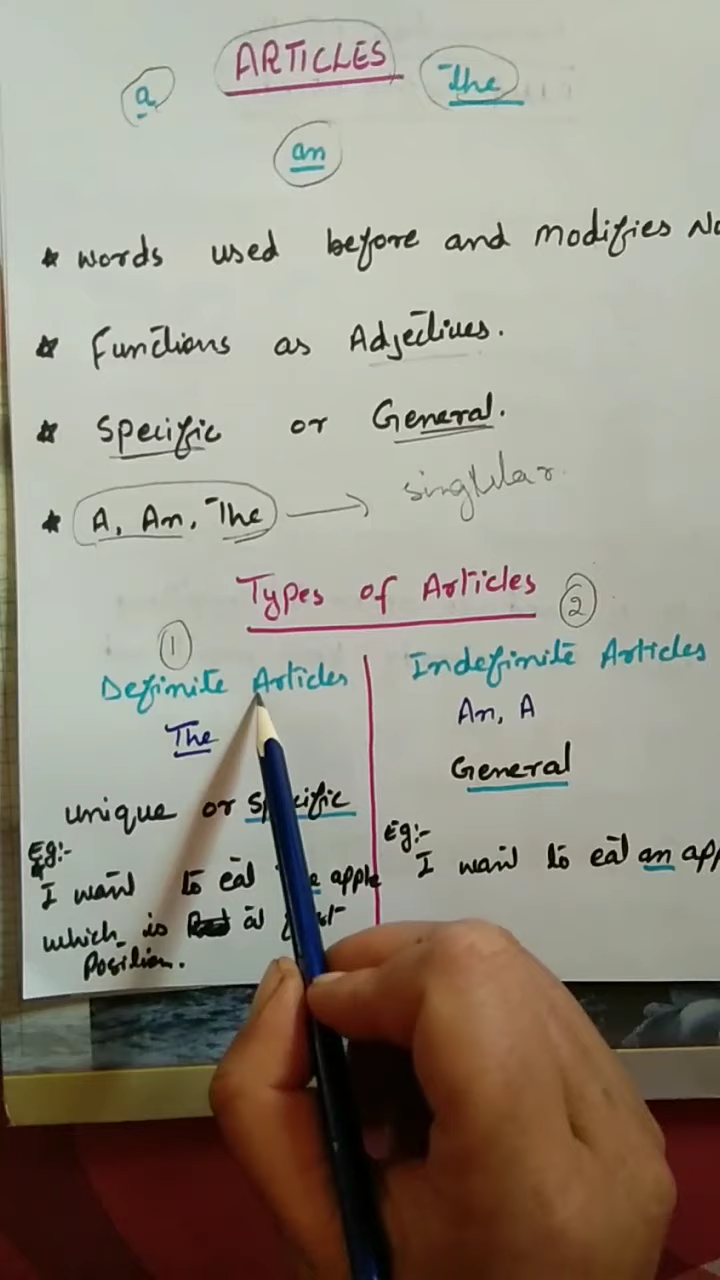 ARTICLES
a The
an
* words used before and modifies No
* Functions as Adjectives.
* Specific or General.
* A, An, The → singular.
Types of Articles
1 2
Definite Articles
The
unique or Specific
Eg:-
I want to eat apple
which is at
Position.
Indefinite Articles
An, A
General
Eg:-
I want to eat an app